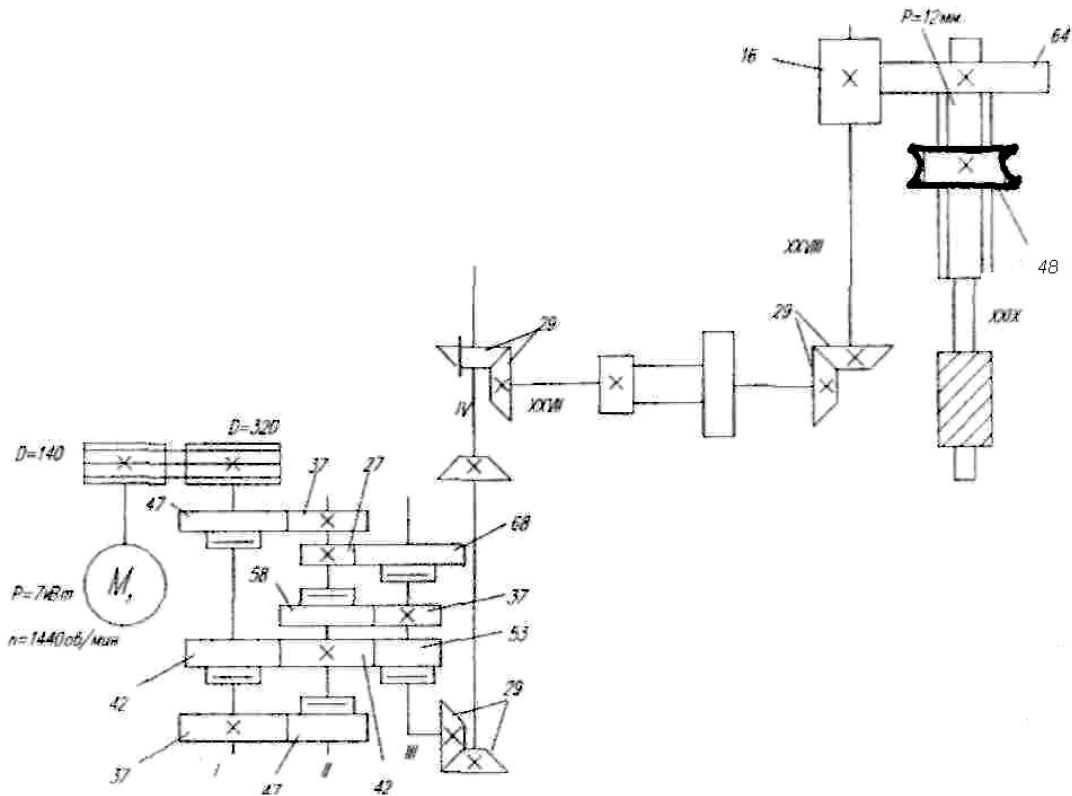 P=12мм.
64
16
XXVIII
48
29
29
XXIX
IV
XXVII
D=320
D=140
37
27
47
68
58
M,
P=7кВт
37
n=1440об/мин
53
42
29
37
I
II
47
42
III